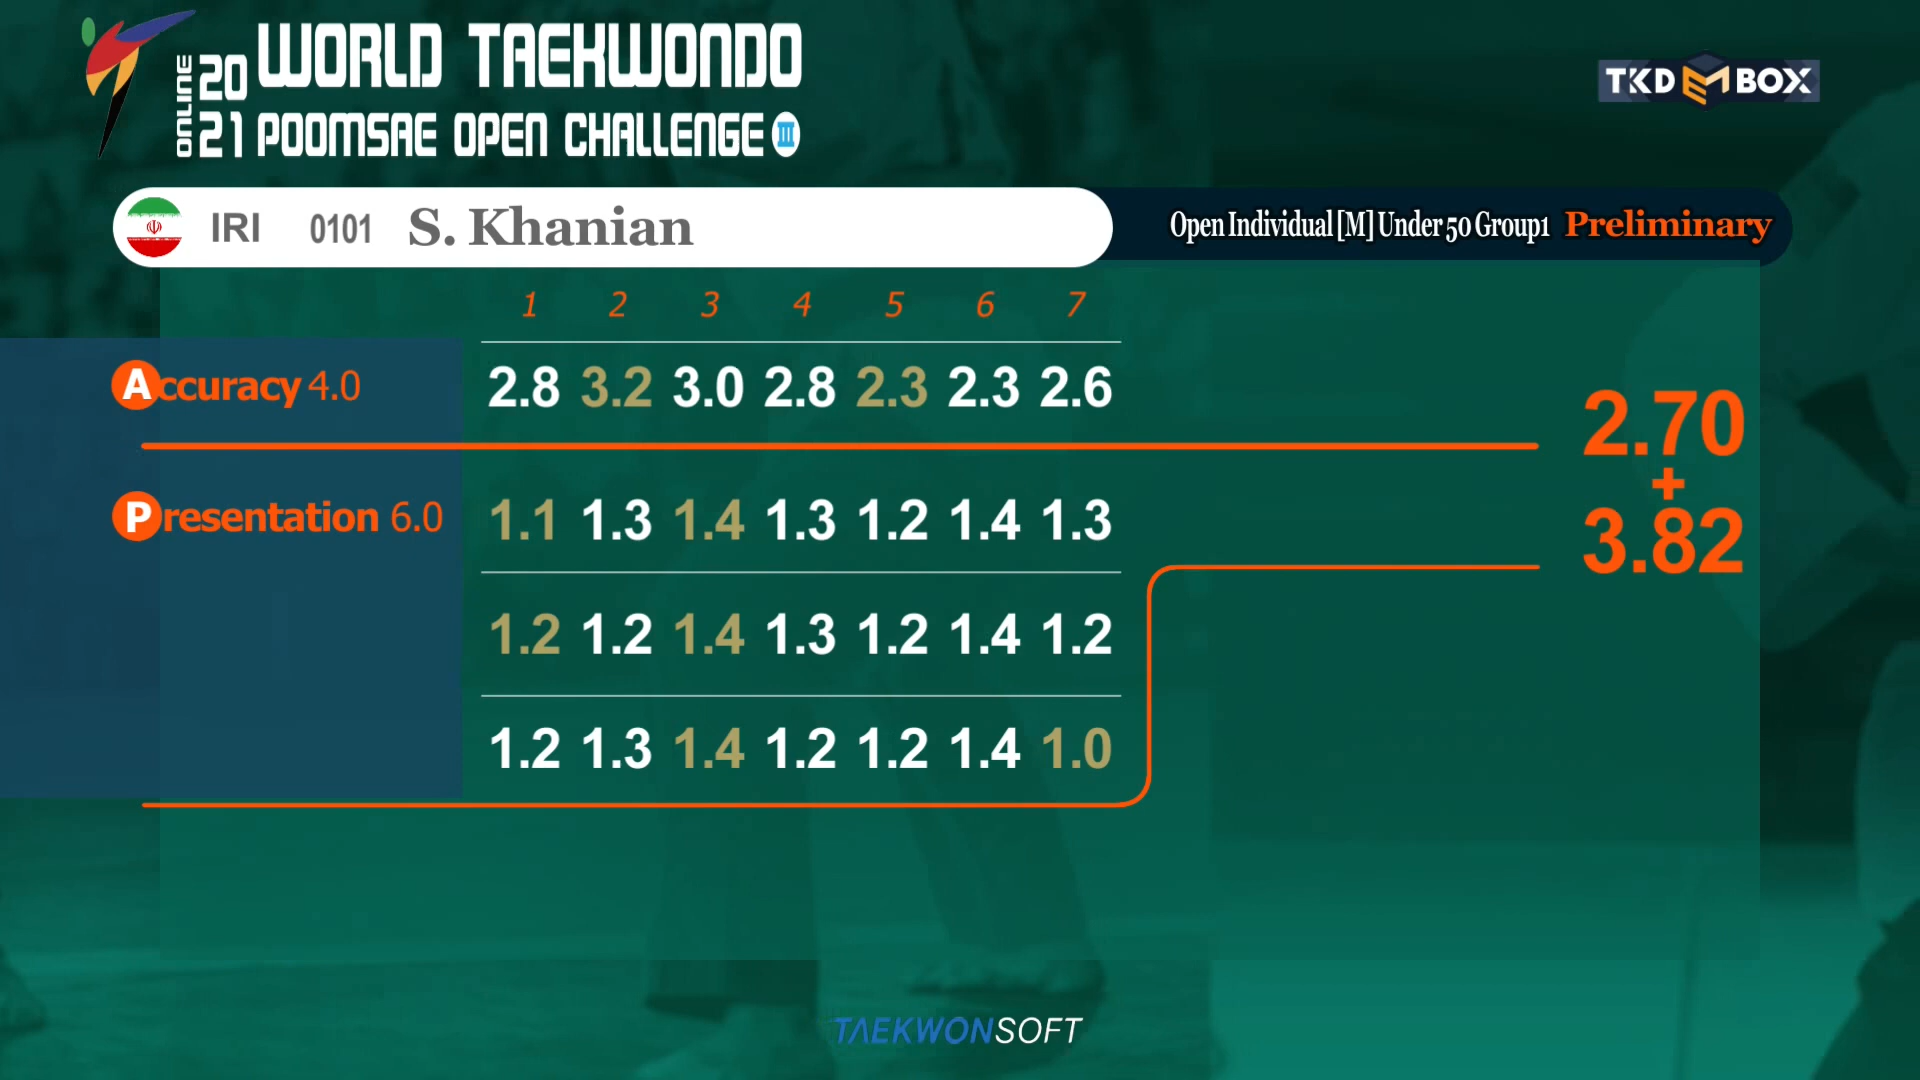 ONLINE 2021 WORLD TAEKWONDO
POOMSAE OPEN CHALLENGE III
TKD BOX
IRI 0101 S. Khanian
Open Individual [M] Under 50 Group1 Preliminary
1 2 3 4 5 6 7
Accuracy 4.0 2.8 3.2 3.0 2.8 2.3 2.3 2.6
2.70
+
3.82
Presentation 6.0 1.1 1.3 1.4 1.3 1.2 1.4 1.3
1.2 1.2 1.4 1.3 1.2 1.4 1.2
1.2 1.3 1.4 1.2 1.2 1.4 1.0
TAEKWONSOFT